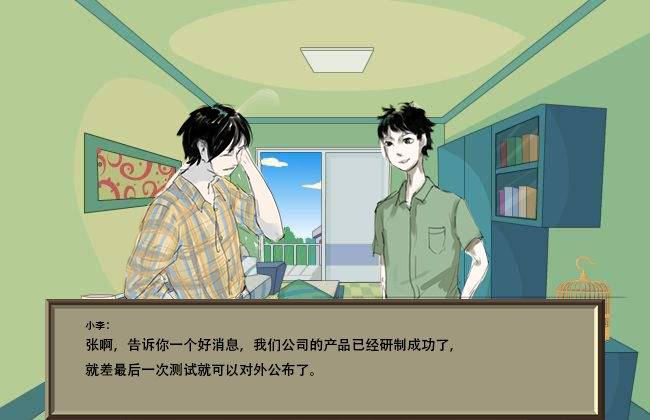 小李：
张啊，告诉你一个好消息，我们公司的产品已经研制成功了，
就差最后一次测试就可以对外公布了。